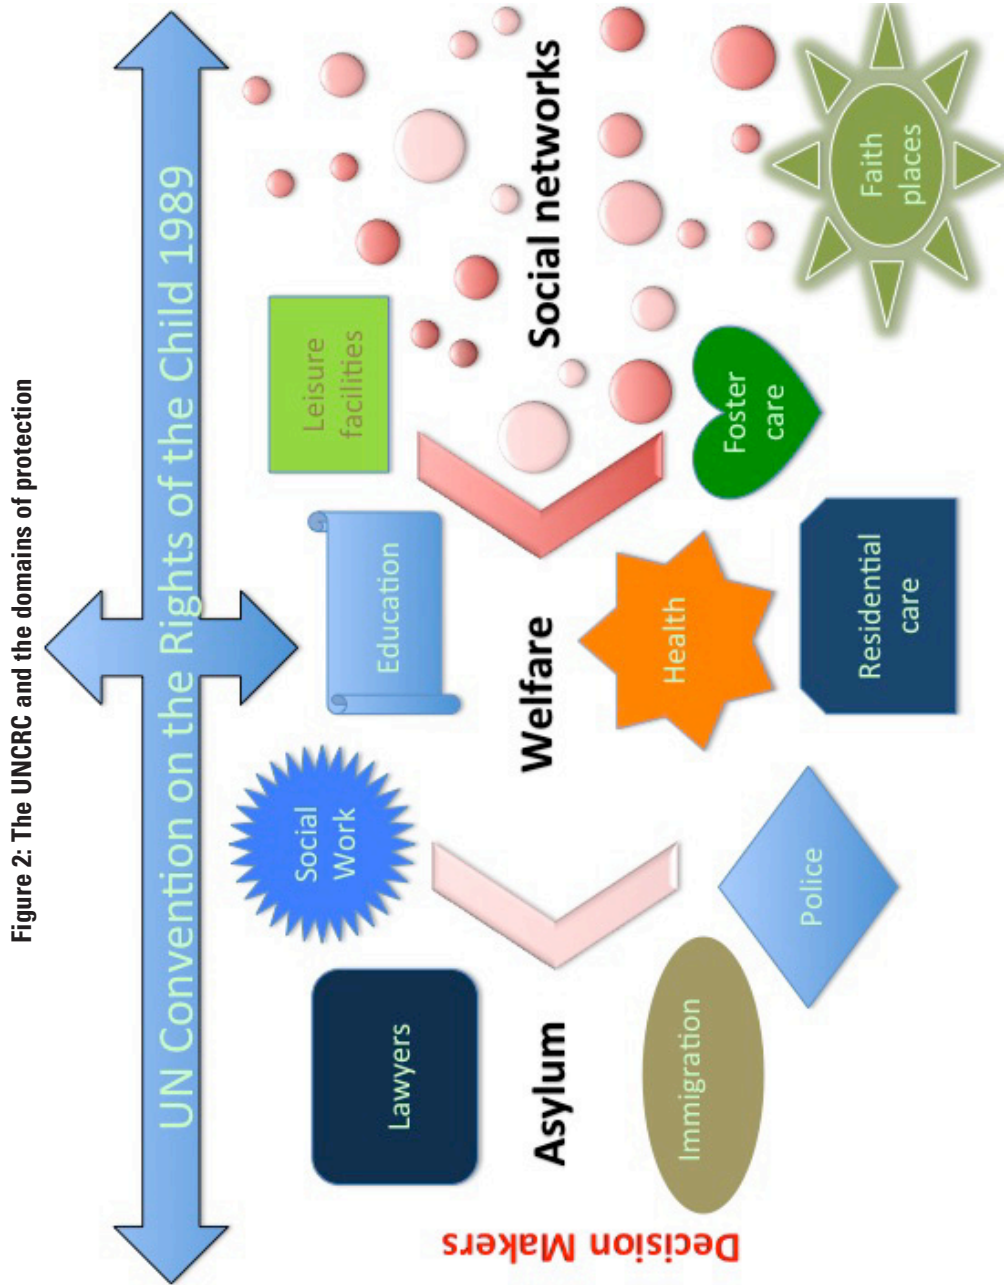 Figure 2: The UNCRC and the domains of protection
UN Convention on the Rights of the Child 1989
Decision Makers
Lawyers
Asylum
Immigration
Social
Work
Police
Education
Welfare
Health
Residential
care
Leisure
facilities
Social networks
Foster
care
Faith
places